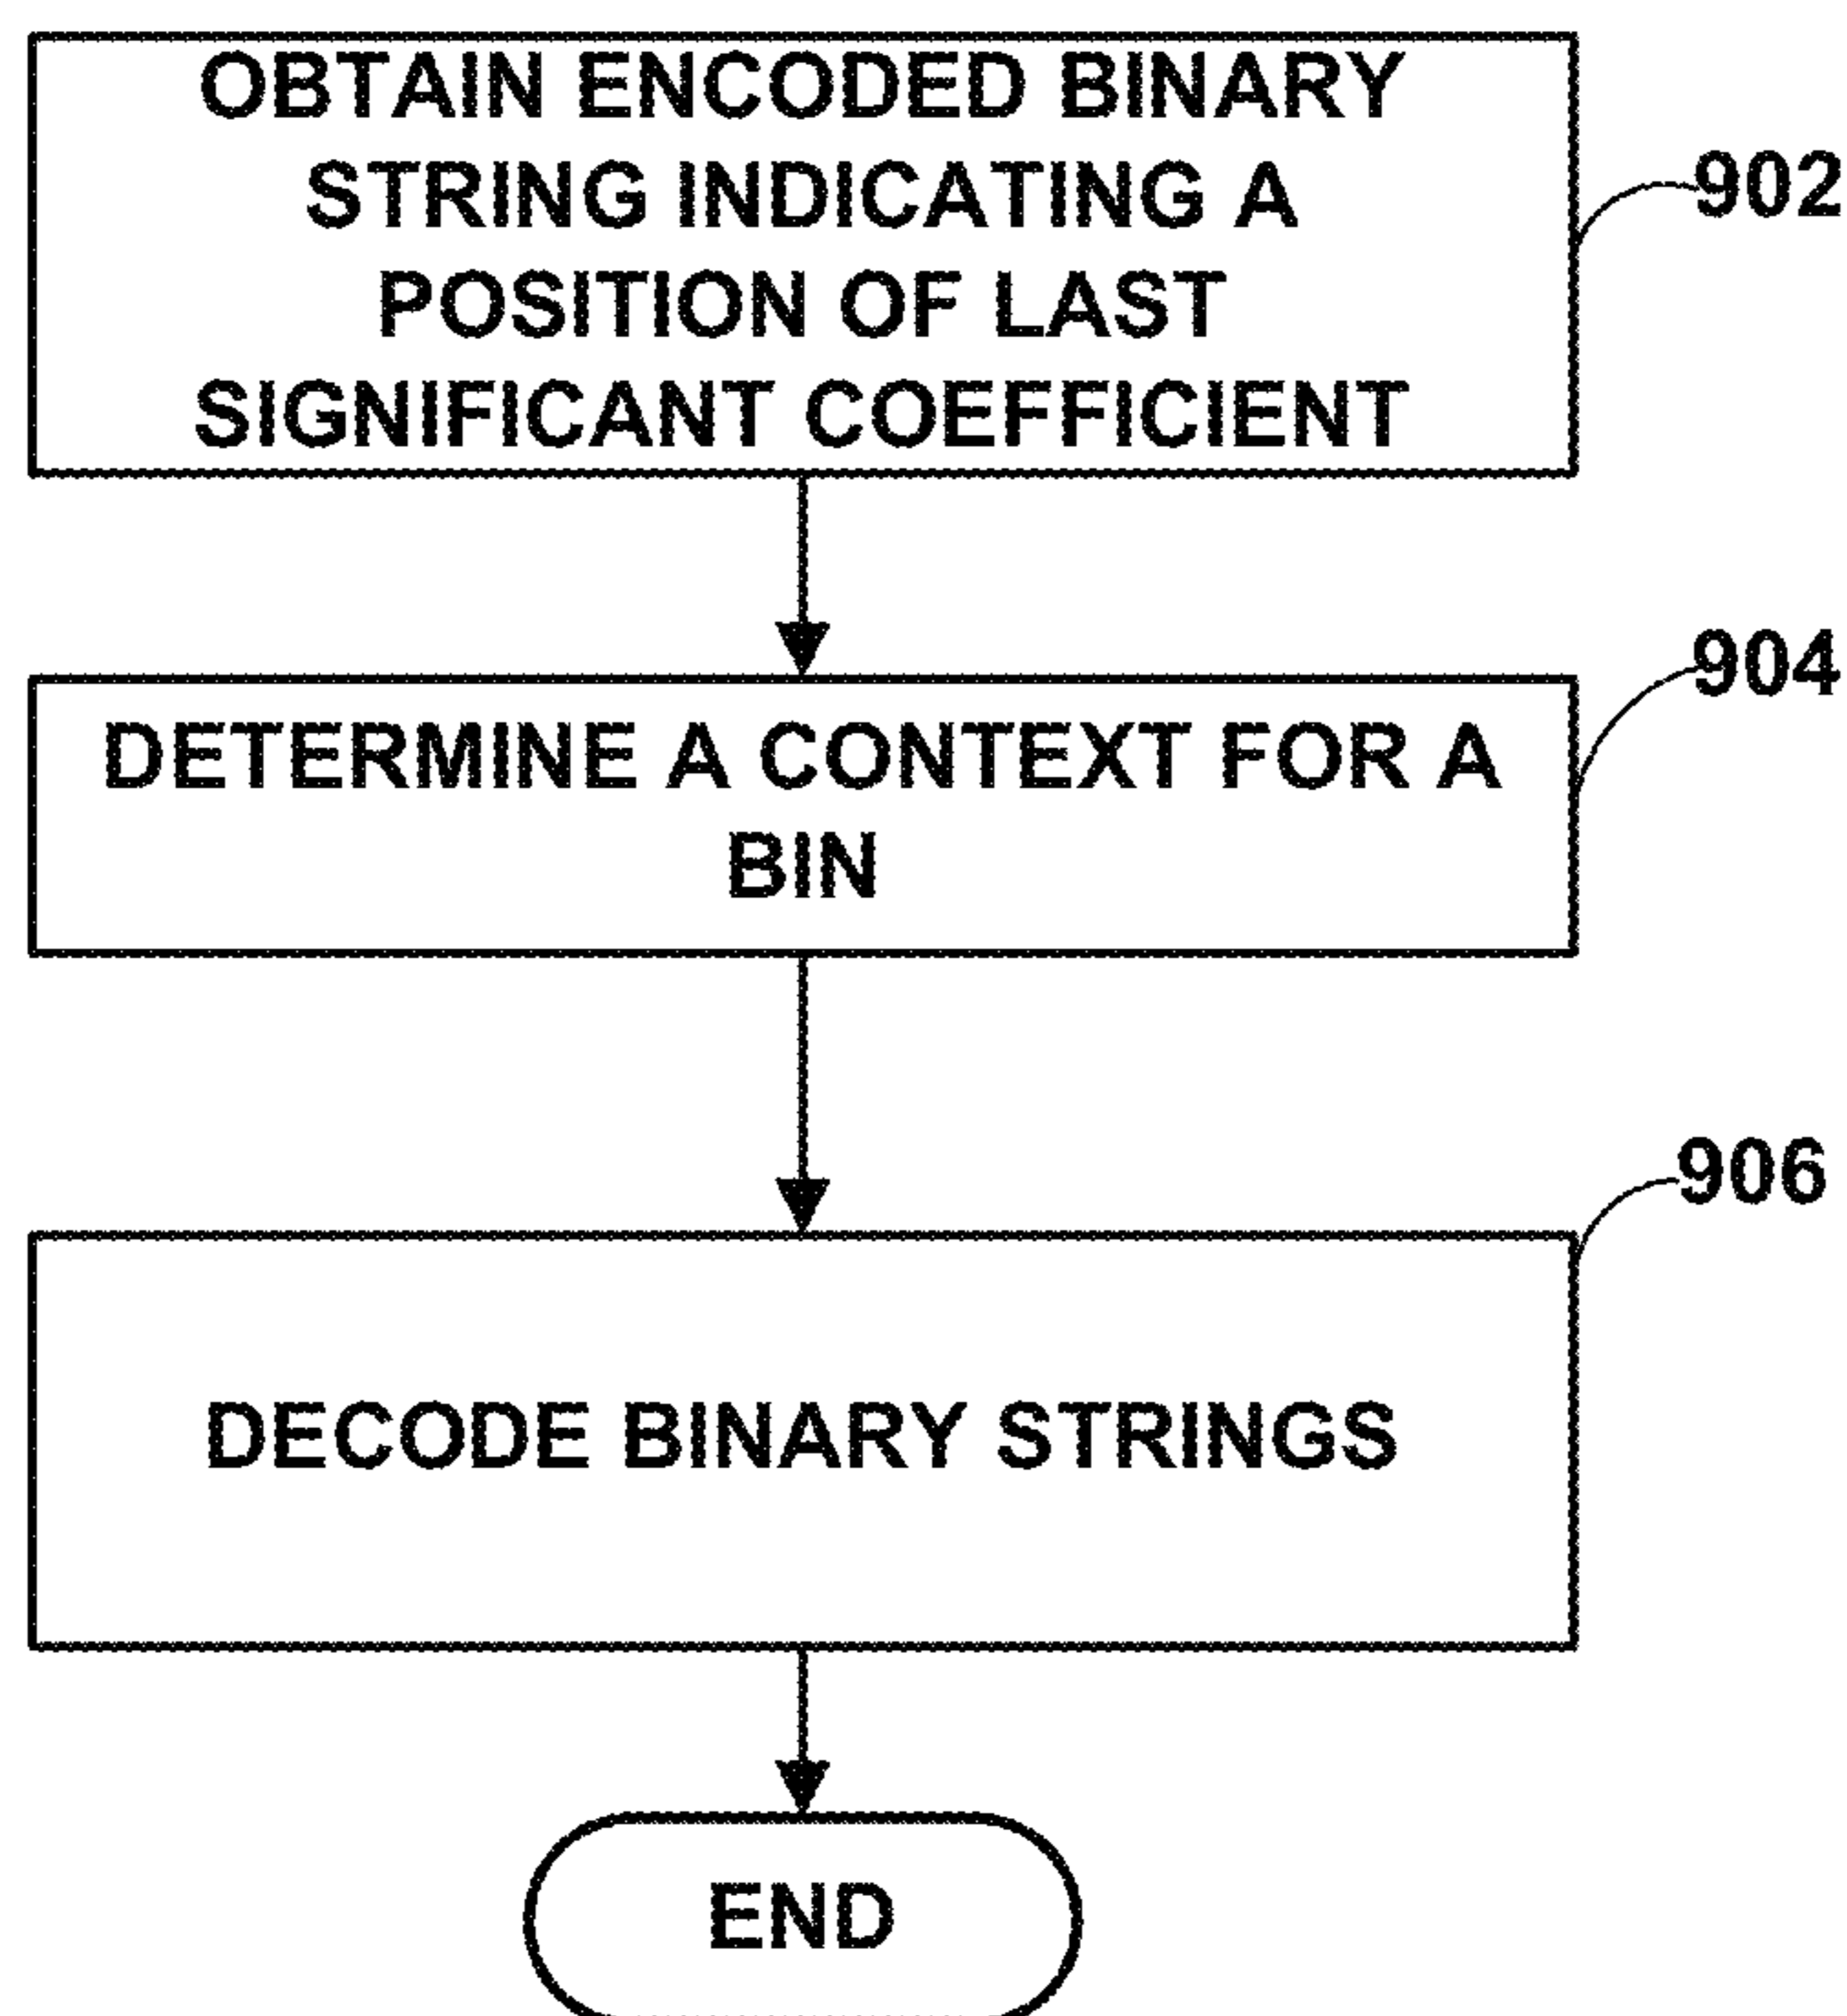 OBTAIN ENCODED BINARY
STRING INDICATING A
POSITION OF LAST
SIGNIFICANT COEFFICIENT
902
904
DETERMINE A CONTEXT FOR A
BIN
906
DECODE BINARY STRINGS
END